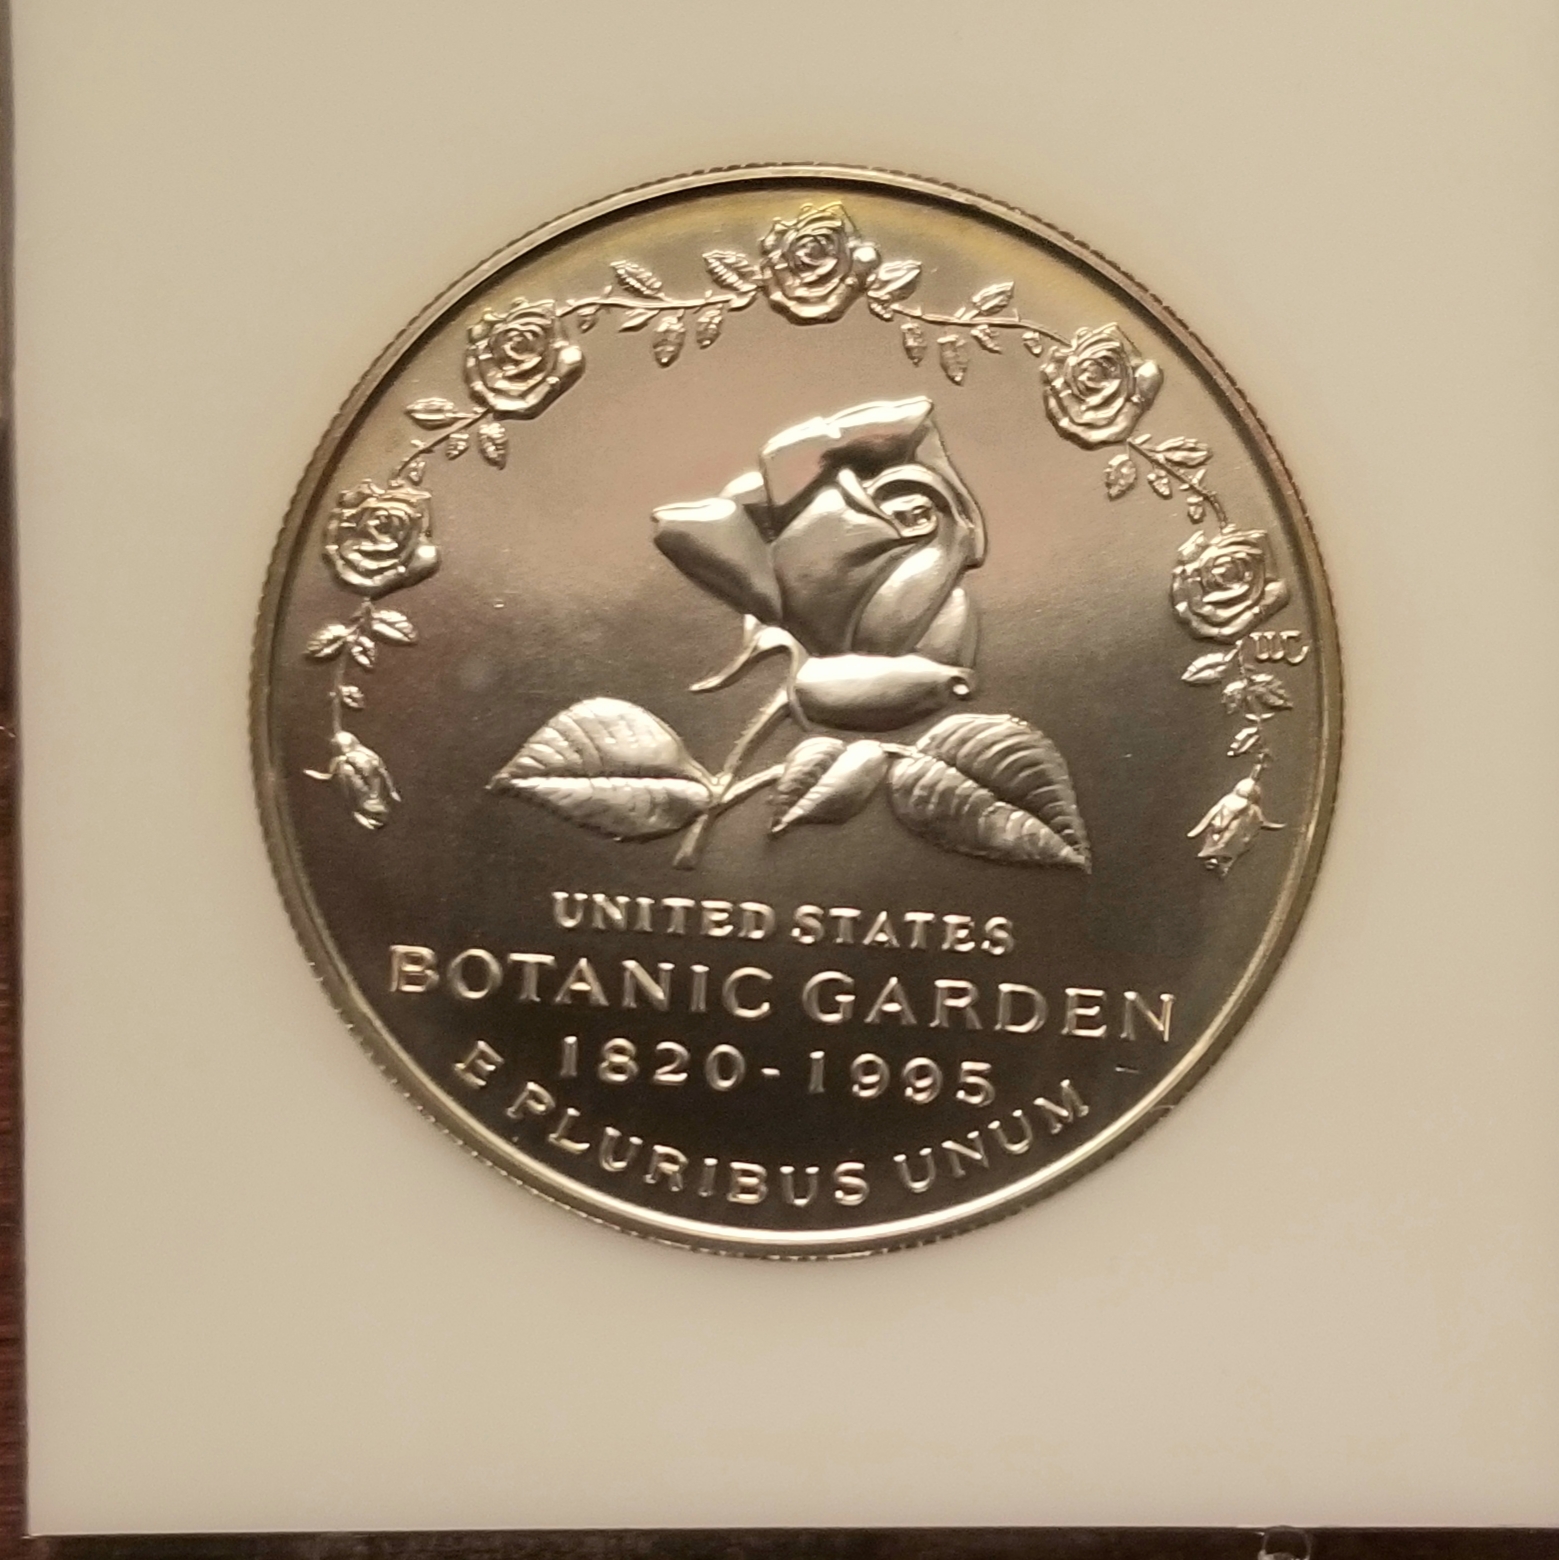 UNITED STATES
BOTANIC GARDEN
1820-1995
E PLURIBUS UNUM